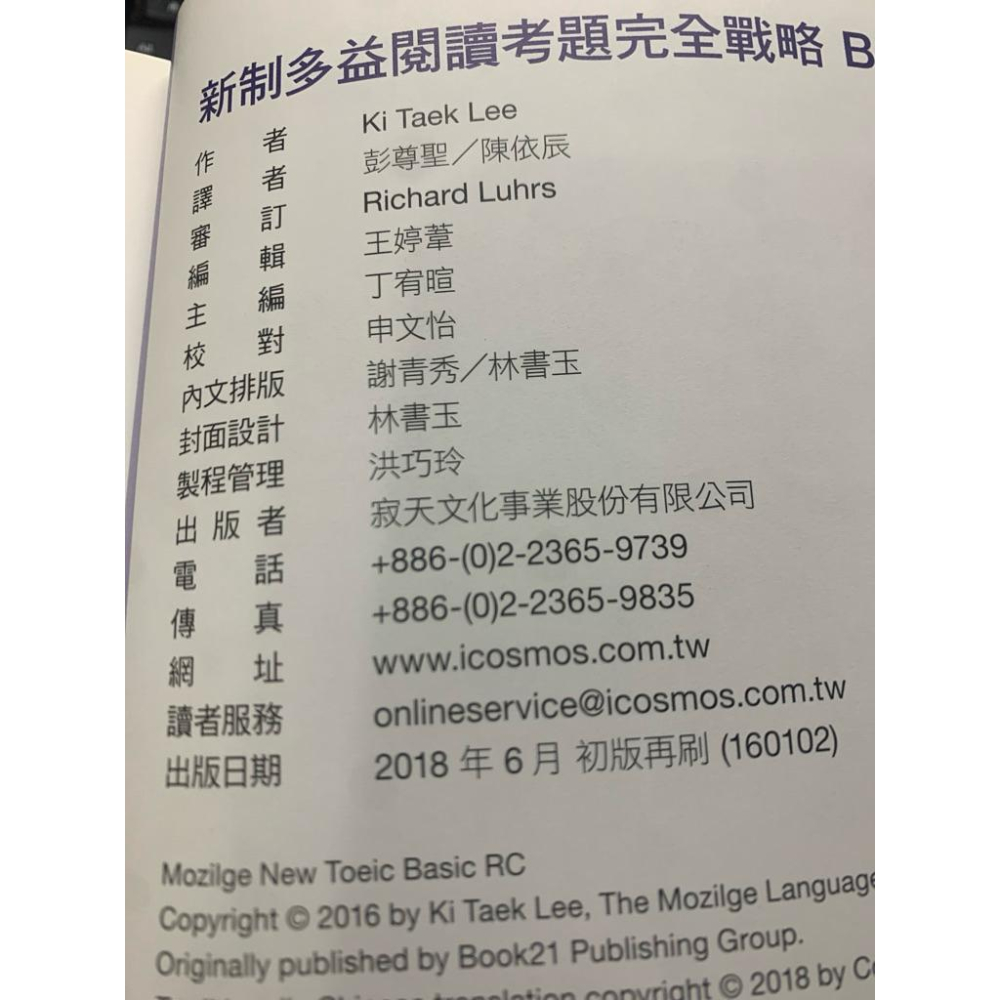 新制多益閱讀考題完全戰略 B
作者 Ki Taek Lee
譯者 彭尊聖／陳依辰
審訂 Richard Luhrs
編輯 王婷葦
主編 丁宥暄
校對 申文怡
內文排版 謝青秀／林書玉
封面設計 林書玉
製程管理 洪巧玲
出版者 寂天文化事業股份有限公司
電話 +886-(0)2-2365-9739
傳真 +886-(0)2-2365-9835
網址 www.icosmos.com.tw
讀者服務 onlineservice@icosmos.com.tw
出版日期 2018 年 6 月 初版再刷 (160102)
Mozilge New Toeic Basic RC
Copyright © 2016 by Ki Taek Lee, The Mozilge Language
Originally published by Book21 Publishing Group.
Chinese translation copyright © 2018 by